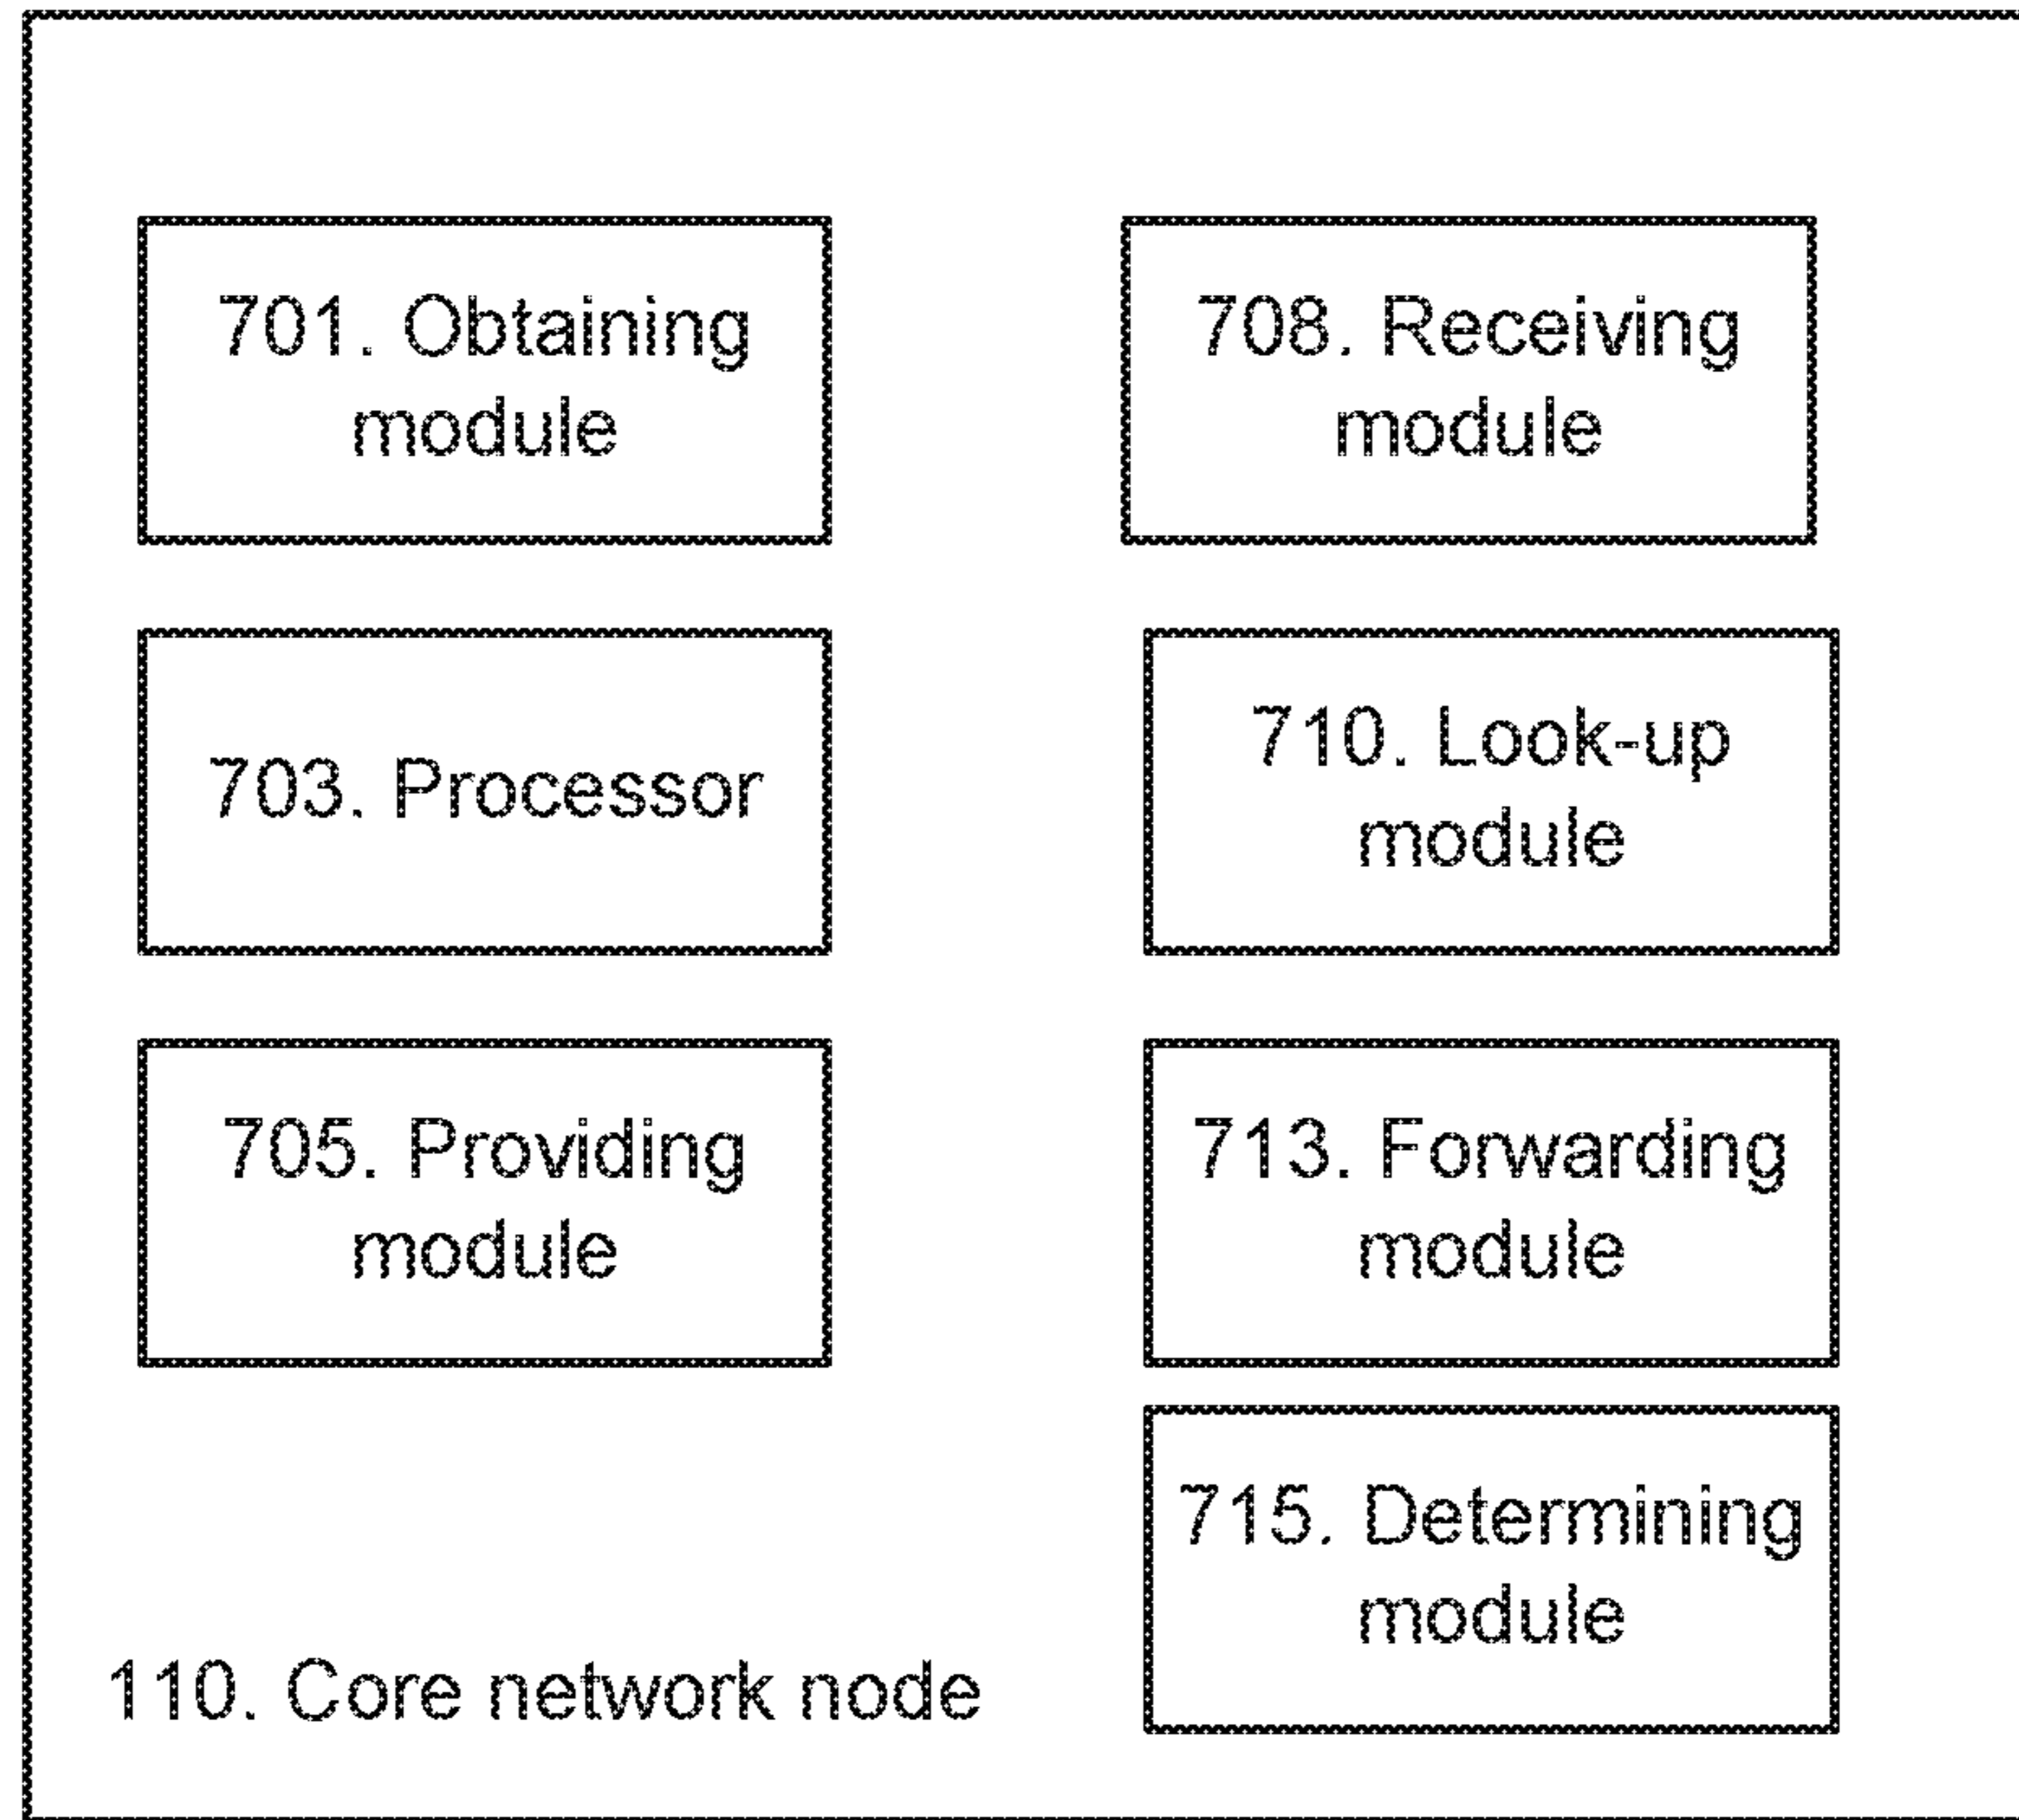 701. Obtaining
module
708. Receiving
module
703. Processor
710. Look-up
module
705. Providing
module
713. Forwarding
module
715. Determining
module
110. Core network node